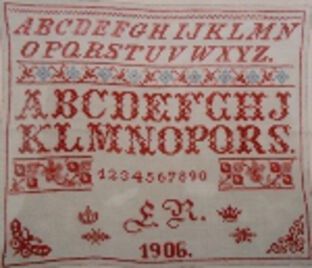 ABCDEFGHIJKLMN
OPQRSTUVWXYZ.
ABCDEFGHIJ
KLMNOPQRS.
1234567890
E.R.
1906.